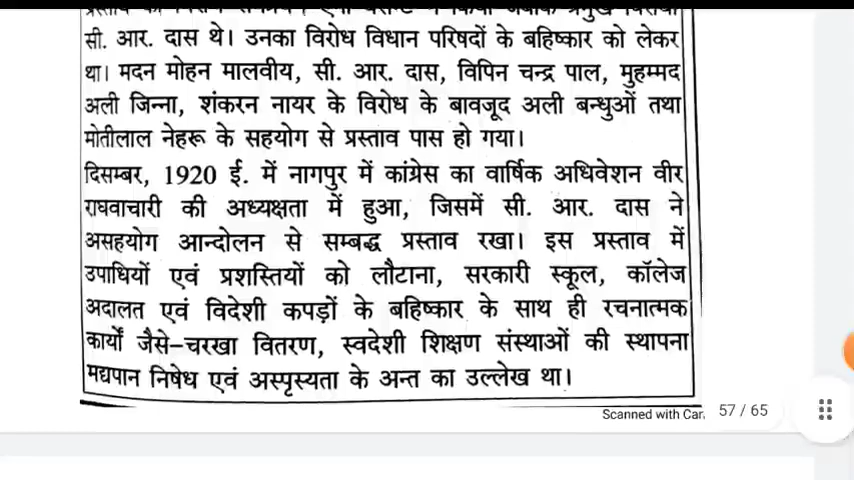 सी. आर. दास थे। उनका विरोध विधान परिषदों के बहिष्कार को लेकर
था। मदन मोहन मालवीय, सी. आर. दास, विपिन चन्द्र पाल, मुहम्मद
अली जिन्ना, शंकरन नायर के विरोध के बावजूद अली बन्धुओं तथा
मोतीलाल नेहरू के सहयोग से प्रस्ताव पास हो गया।
दिसम्बर, 1920 ई. में नागपुर में कांग्रेस का वार्षिक अधिवेशन वीर
राघवाचारी की अध्यक्षता में हुआ, जिसमें सी. आर. दास ने
असहयोग आन्दोलन से सम्बद्ध प्रस्ताव रखा। इस प्रस्ताव में
उपाधियों एवं प्रशस्तियों को लौटाना, सरकारी स्कूल, कॉलेज
अदालत एवं विदेशी कपड़ों के बहिष्कार के साथ ही रचनात्मक
कार्यों जैसे–चरखा वितरण, स्वदेशी शिक्षण संस्थाओं की स्थापना
मद्यपान निषेध एवं अस्पृस्यता के अन्त का उल्लेख था।
Scanned with Car 57 / 65